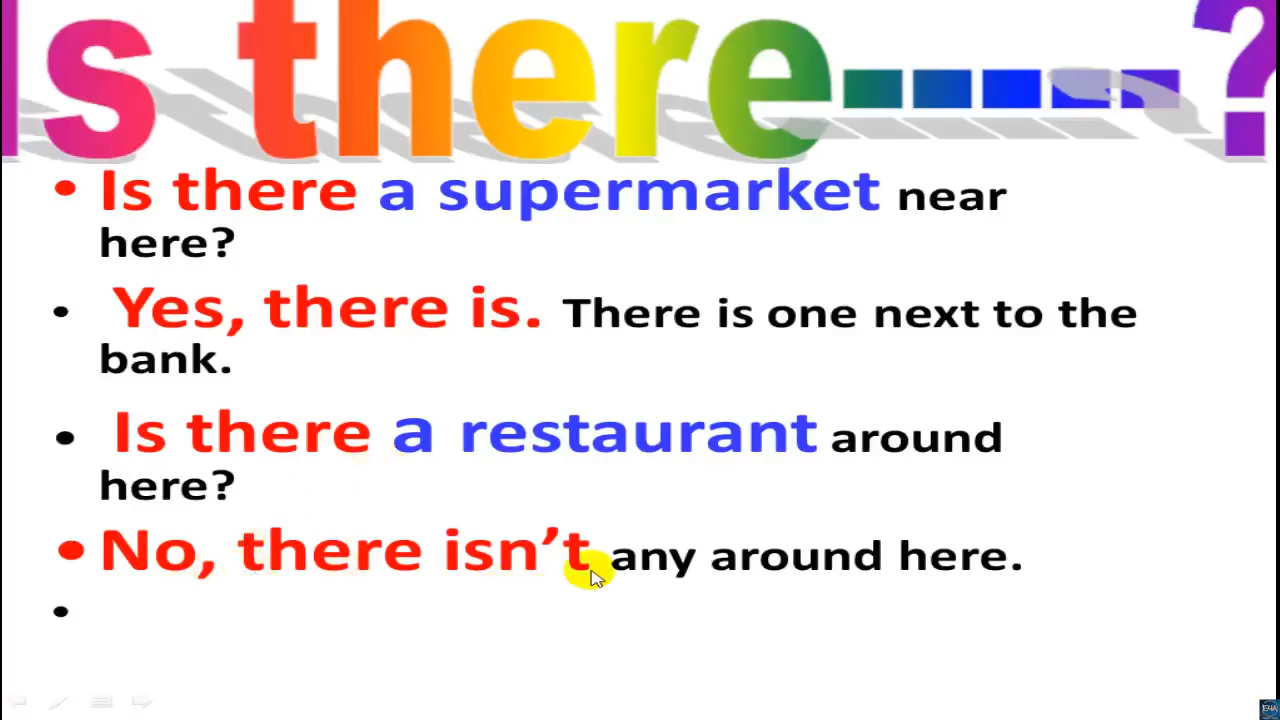 Is there-----?
• Is there a supermarket near
here?
• Yes, there is. There is one next to the
bank.
• Is there a restaurant around
here?
• No, there isn’t any around here.
•